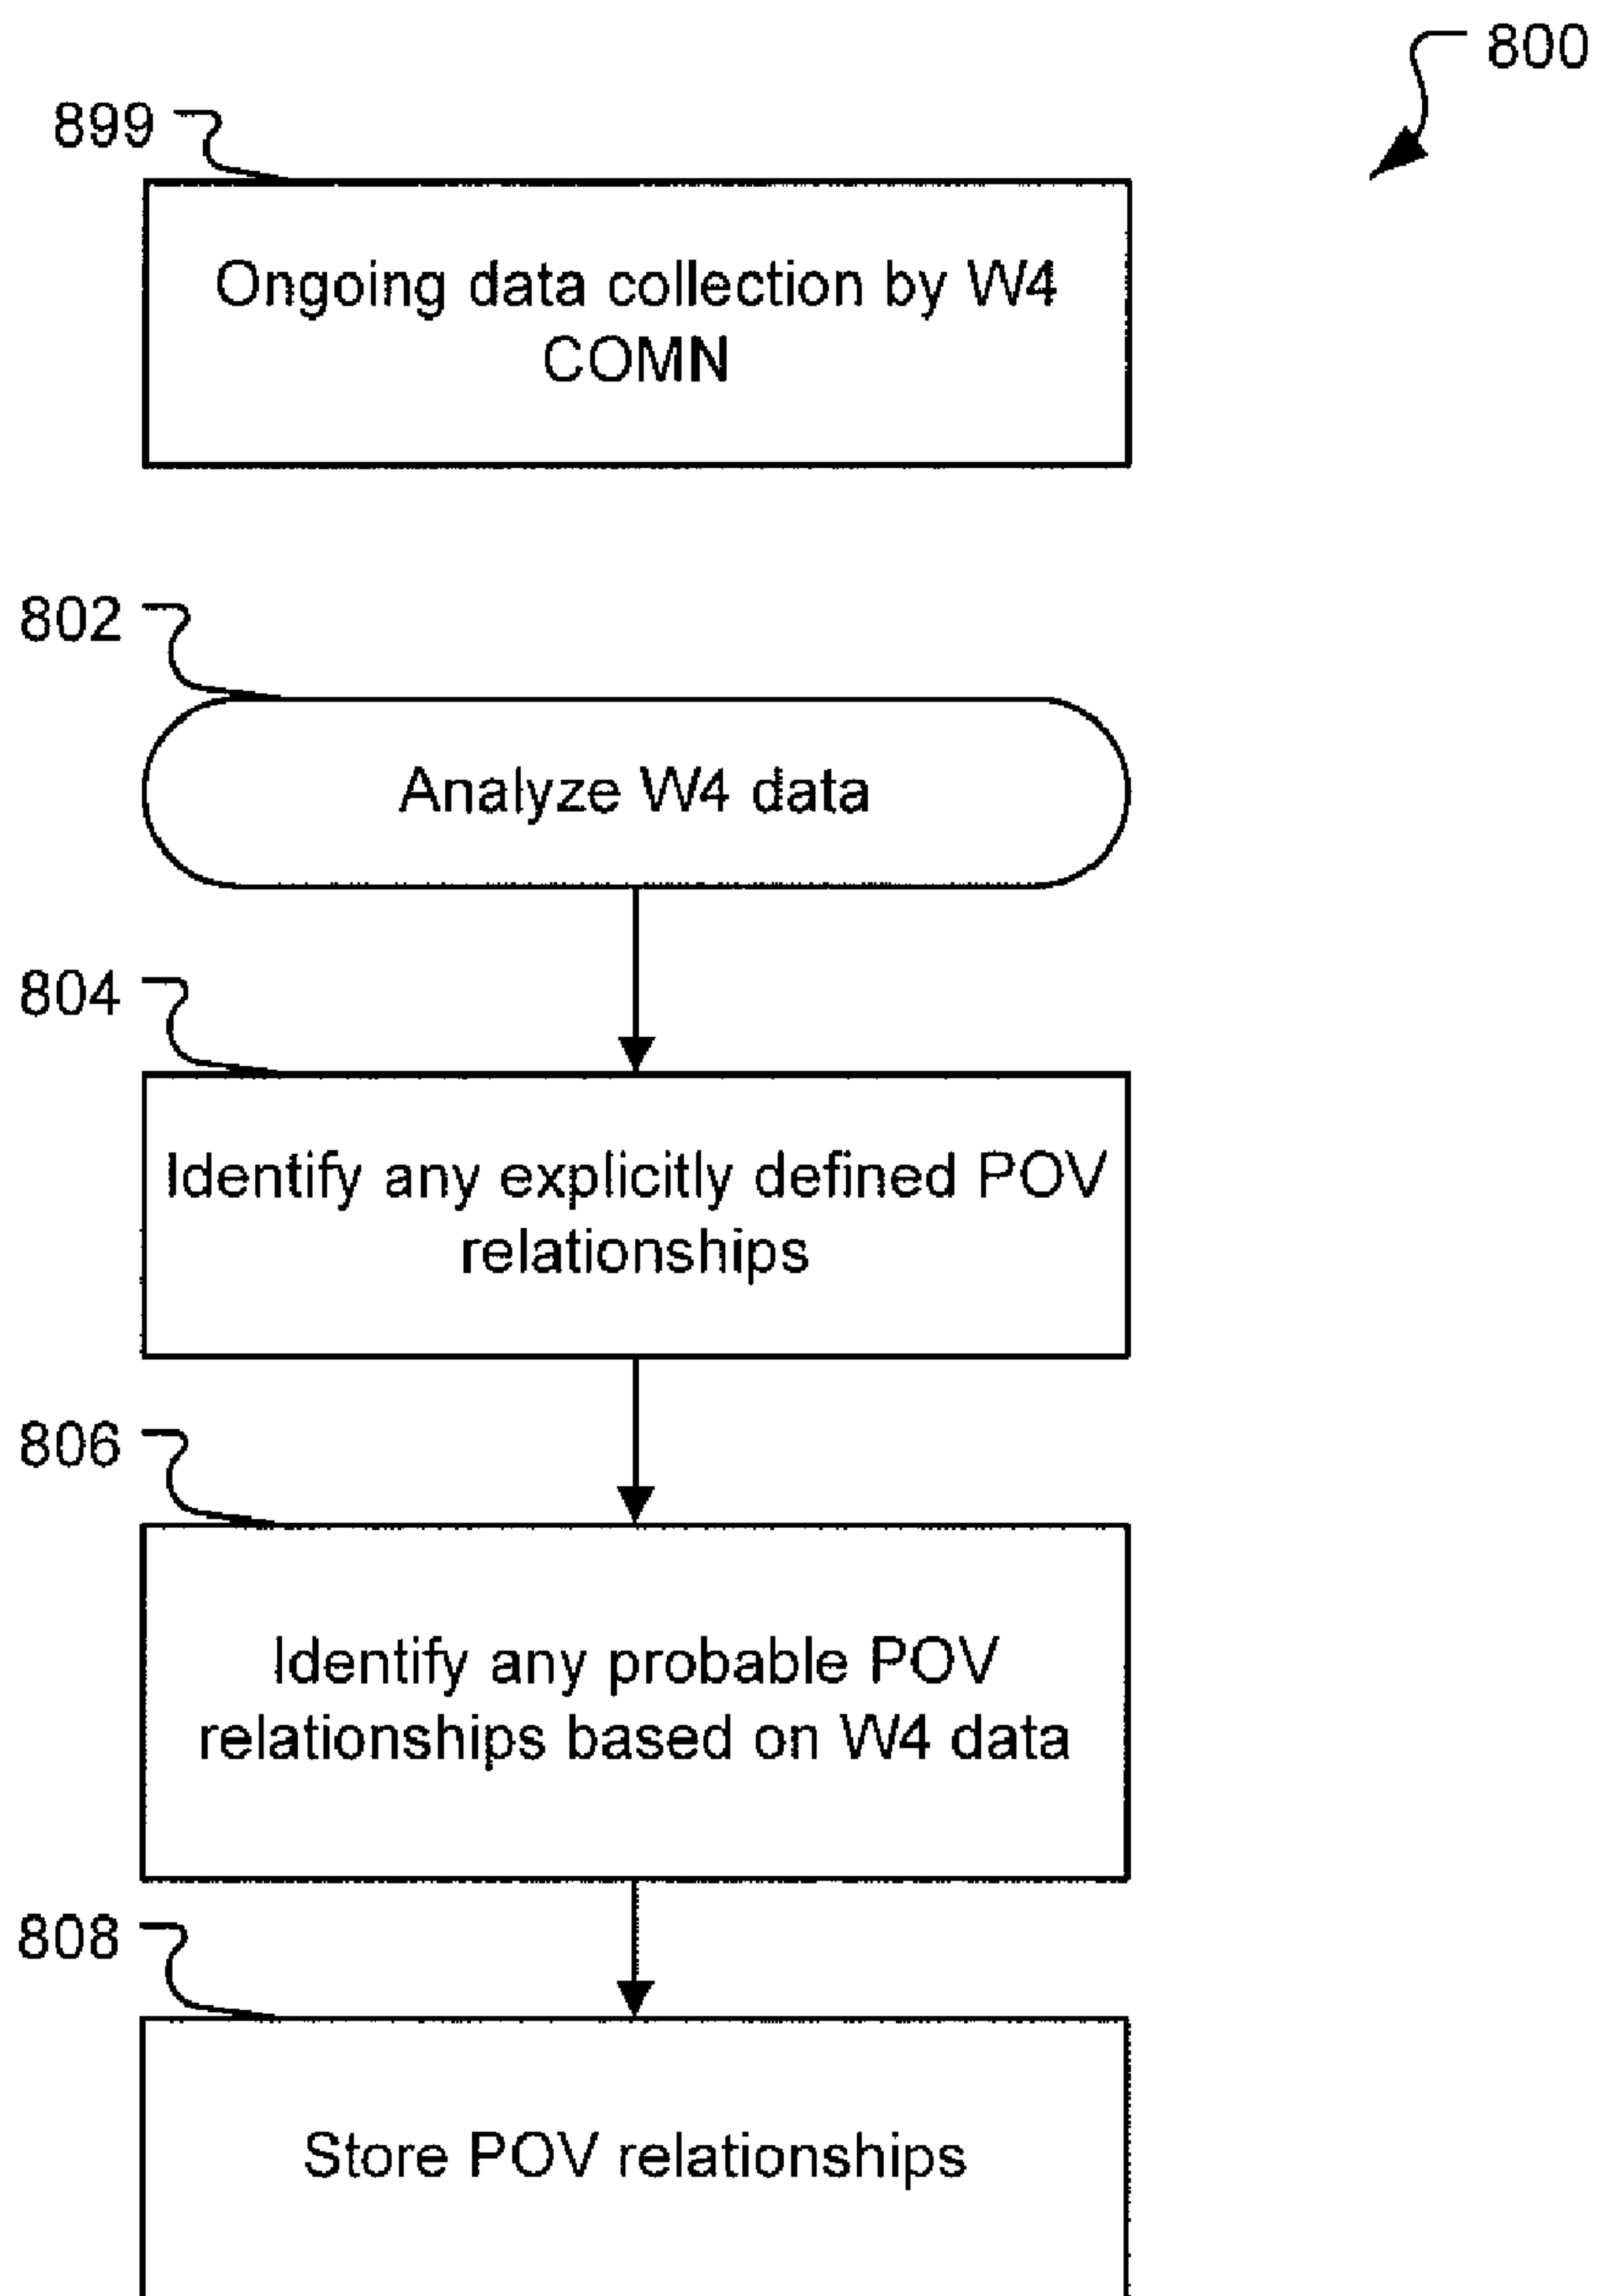 800
899
Ongoing data collection by W4
COMN
802
Analyze W4 data
804
Identify any explicitly defined POV
relationships
806
Identify any probable POV
relationships based on W4 data
808
Store POV relationships